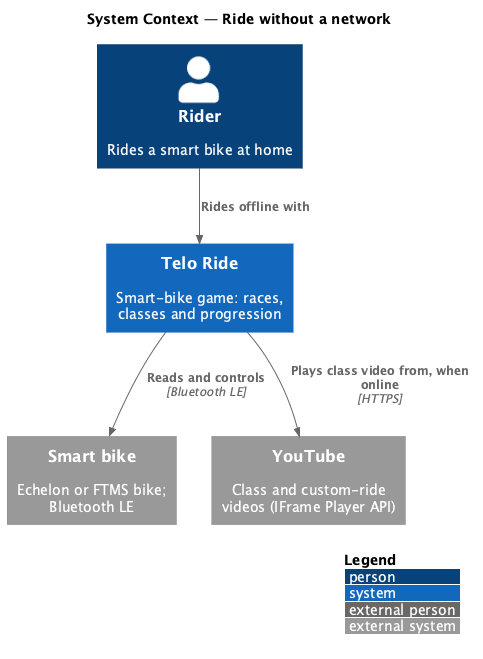 System Context — Ride without a network
Rider
Rides a smart bike at home
Rides offline with
Telo Ride
Smart-bike game: races,
classes and progression
Reads and controls
[Bluetooth LE]
Plays class video from, when
online
[HTTPS]
Smart bike
Echelon or FTMS bike;
Bluetooth LE
YouTube
Class and custom-ride
videos (IFrame Player API)
Legend
person
system
external person
external system